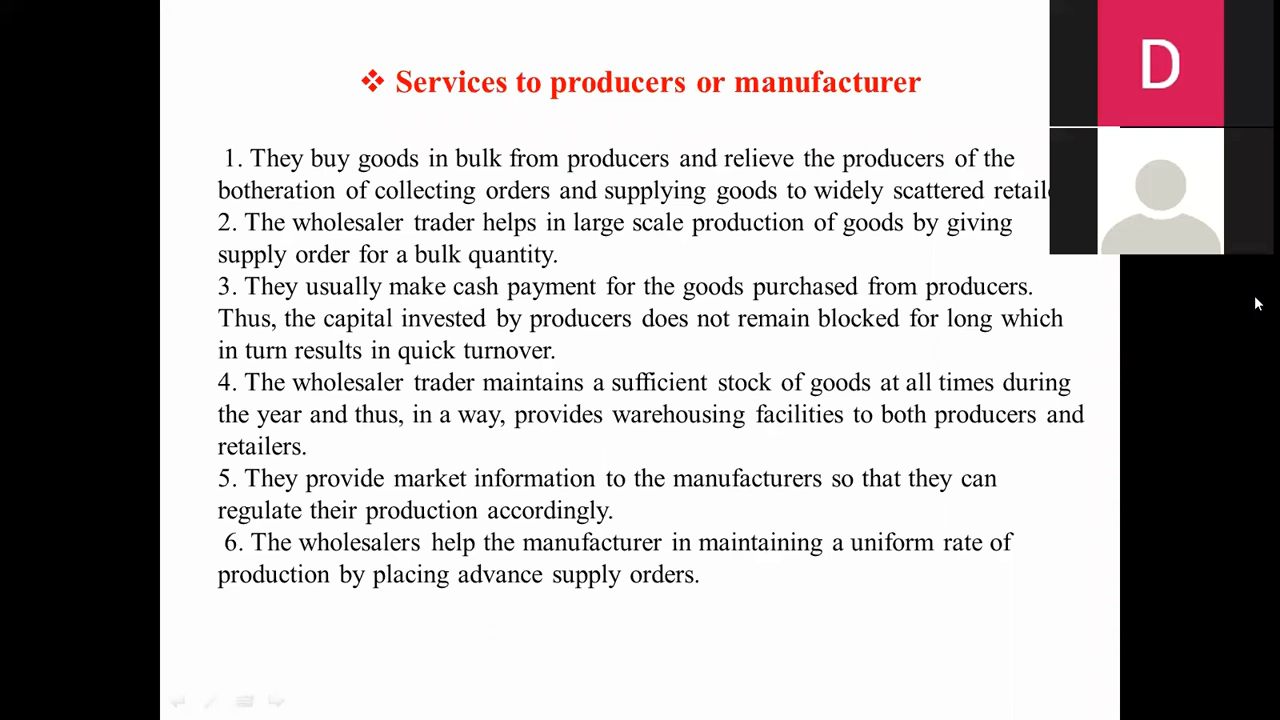 ❖ Services to producers or manufacturer
D
1. They buy goods in bulk from producers and relieve the producers of the
botheration of collecting orders and supplying goods to widely scattered
2. The wholesaler trader helps in large scale production of goods by giving
supply order for a bulk quantity.
3. They usually make cash payment for the goods purchased from producers.
Thus, the capital invested by producers does not remain blocked for long which
in turn results in quick turnover.
4. The wholesaler trader maintains a sufficient stock of goods at all times during
the year and thus, in a way, provides warehousing facilities to both producers and
retailers.
5. They provide market information to the manufacturers so that they can
regulate their production accordingly.
6. The wholesalers help the manufacturer in maintaining a uniform rate of
production by placing advance supply orders.